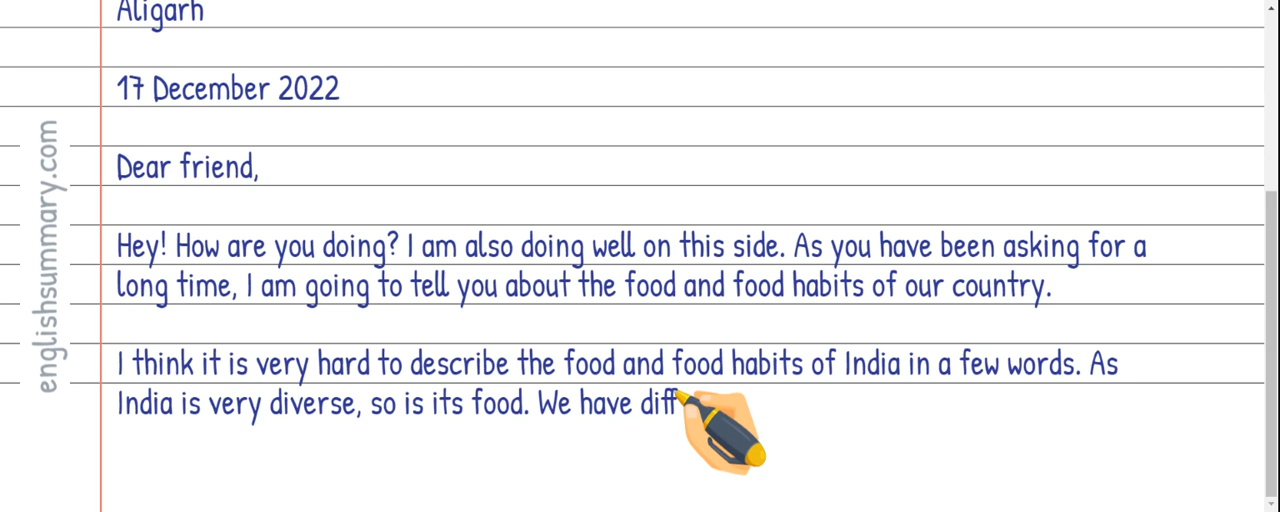 Aligarh
17 December 2022
Dear friend,
Hey! How are you doing? I am also doing well on this side. As you have been asking for a
long time, I am going to tell you about the food and food habits of our country.
I think it is very hard to describe the food and food habits of India in a few words. As
India is very diverse, so is its food. We have diff
englishsummary.com